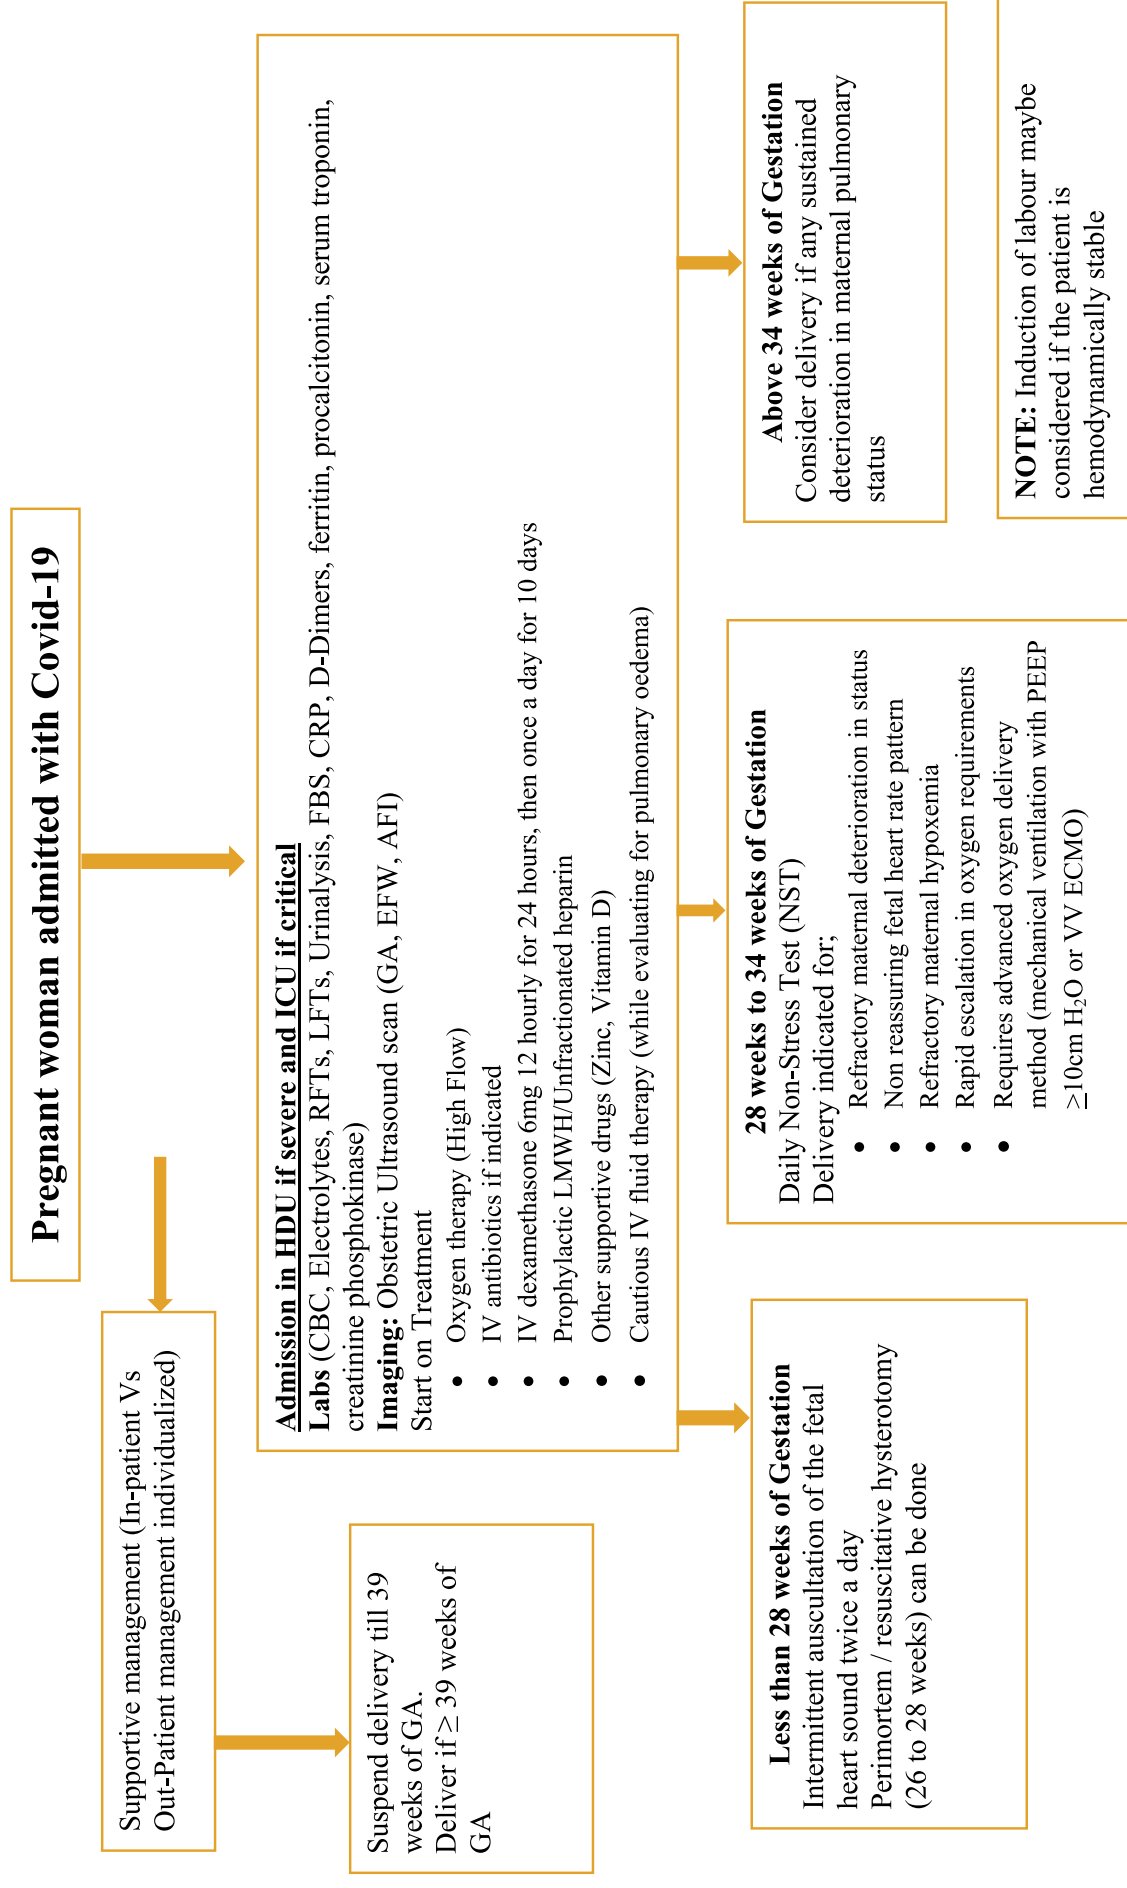 Pregnant woman admitted with Covid-19
Supportive management (In-patient Vs
Out-Patient management individualized)
Suspend delivery till 39
weeks of GA.
Deliver if ≥ 39 weeks of
GA
Admission in HDU if severe and ICU if critical
Labs (CBC, Electrolytes, RFTs, LFTs, Urinalysis, FBS, CRP, D-Dimers, ferritin, procalcitonin, serum troponin,
creatinine phosphokinase)
Imaging: Obstetric Ultrasound scan (GA, EFW, AFI)
Start on Treatment
• Oxygen therapy (High Flow)
• IV antibiotics if indicated
• IV dexamethasone 6mg 12 hourly for 24 hours, then once a day for 10 days
• Prophylactic LMWH/Unfractionated heparin
• Other supportive drugs (Zinc, Vitamin D)
• Cautious IV fluid therapy (while evaluating for pulmonary oedema)
Less than 28 weeks of Gestation
Intermittent auscultation of the fetal
heart sound twice a day
Perimortem / resuscitative hysterotomy
(26 to 28 weeks) can be done
28 weeks to 34 weeks of Gestation
Daily Non-Stress Test (NST)
Delivery indicated for;
• Refractory maternal deterioration in status
• Non reassuring fetal heart rate pattern
• Refractory maternal hypoxemia
• Rapid escalation in oxygen requirements
• Requires advanced oxygen delivery
method (mechanical ventilation with PEEP
≥10cm H₂O or VV ECMO)
Above 34 weeks of Gestation
Consider delivery if any sustained
deterioration in maternal pulmonary
status
NOTE: Induction of labour maybe
considered if the patient is
hemodynamically stable